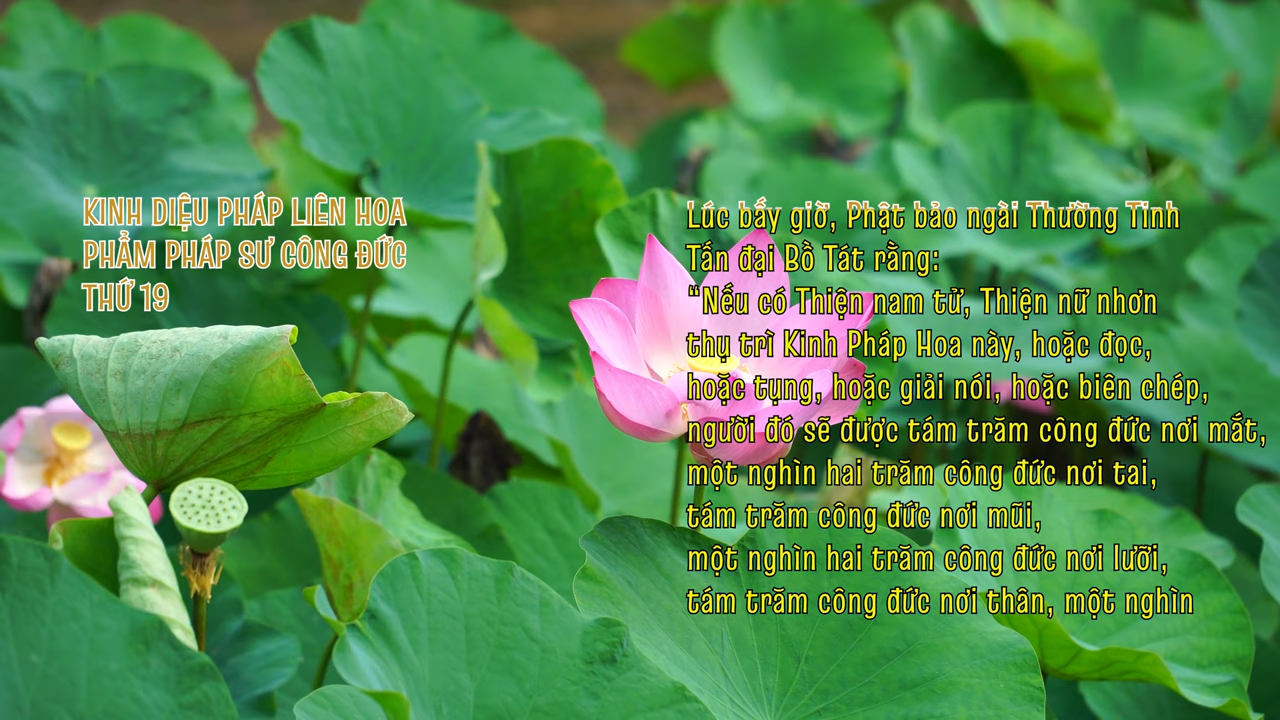 KINH DIỆU PHÁP LIÊN HOA
PHẨM PHÁP SƯ CÔNG ĐỨC
THỨ 19
Lúc bấy giờ, Phật bảo ngài Thường Tinh
Tấn đại Bồ Tát rằng:
“Nếu có Thiện nam tử, Thiện nữ nhơn
thụ trì Kinh Pháp Hoa này, hoặc đọc,
hoặc tụng, hoặc giải nói, hoặc biên chép,
người đó sẽ được tám trăm công đức nơi mắt,
một nghìn hai trăm công đức nơi tai,
tám trăm công đức nơi mũi,
một nghìn hai trăm công đức nơi lưỡi,
tám trăm công đức nơi thân, một nghìn